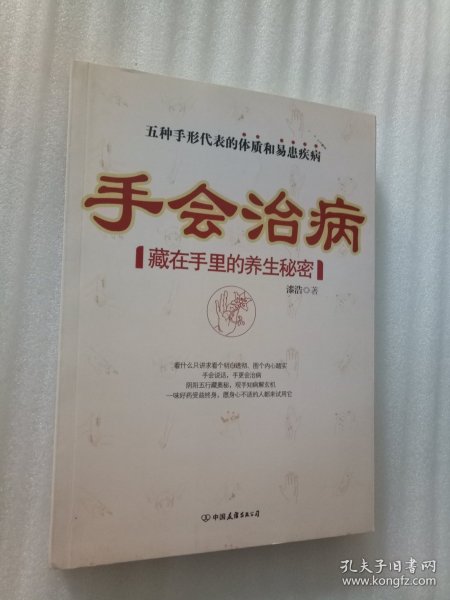 五种手形代表的体质和易患疾病
手会治病
藏在手里的养生秘密
漆浩◎著
看什么只讲求看个明白透彻，图个内心踏实
手会说话，手更会治病
阴阳五行藏奥秘，观手知病解玄机
一味好药受益终身，愿身心不适的人都来试用它
中国友谊出版公司
孔夫子旧书网
www.kongfz.com